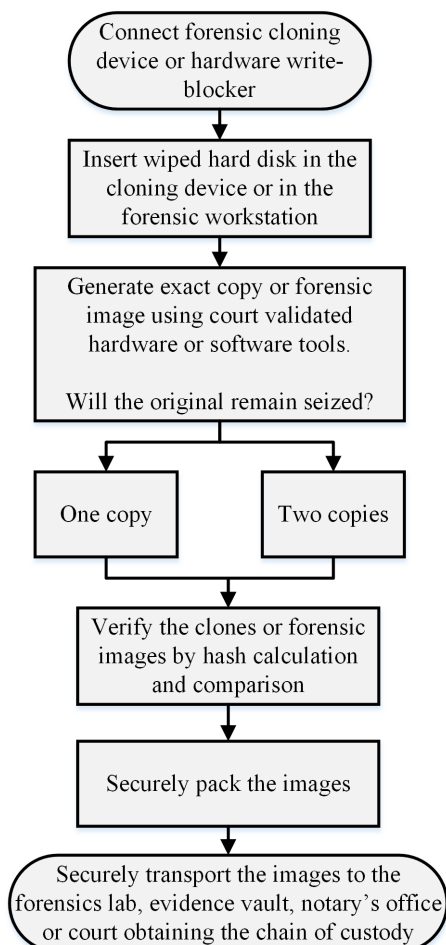 Connect forensic cloning
device or hardware write-
blocker
Insert wiped hard disk in the
cloning device or in the
forensic workstation
Generate exact copy or forensic
image using court validated
hardware or software tools.
Will the original remain seized?
One copy
Two copies
Verify the clones or forensic
images by hash calculation
and comparison
Securely pack the images
Securely transport the images to the
forensics lab, evidence vault, notary's office
or court obtaining the chain of custody